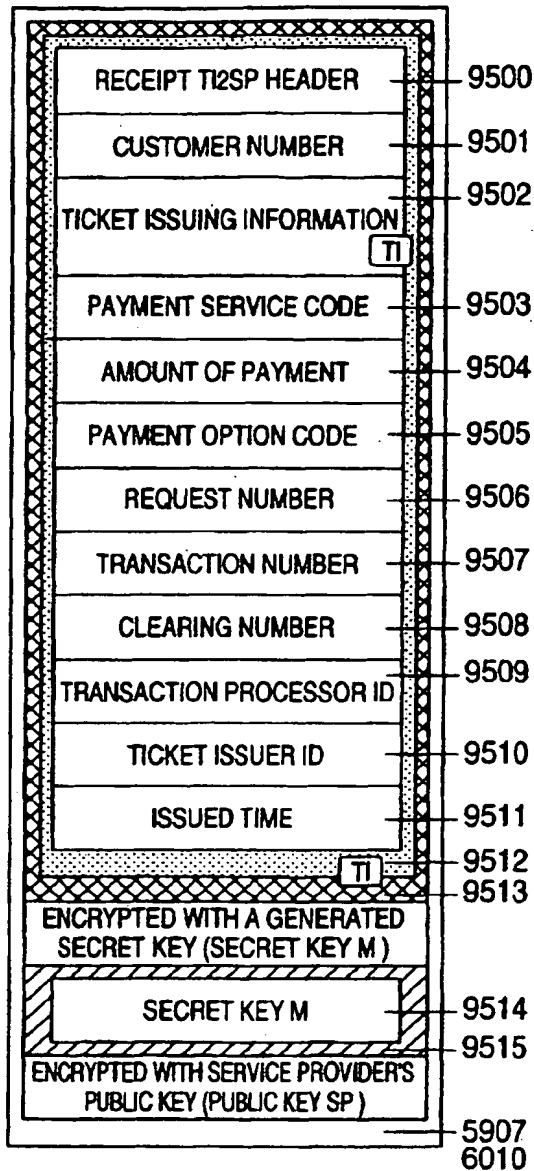 RECEIPT TI2SP HEADER 9500
CUSTOMER NUMBER 9501
9502
TICKET ISSUING INFORMATION
TI
PAYMENT SERVICE CODE 9503
AMOUNT OF PAYMENT 9504
PAYMENT OPTION CODE 9505
REQUEST NUMBER 9506
TRANSACTION NUMBER 9507
CLEARING NUMBER 9508
9509
TRANSACTION PROCESSOR ID
TICKET ISSUER ID 9510
ISSUED TIME 9511
TI 9512
9513
ENCRYPTED WITH A GENERATED
SECRET KEY (SECRET KEY M )
SECRET KEY M 9514
9515
ENCRYPTED WITH SERVICE PROVIDER'S
PUBLIC KEY (PUBLIC KEY SP )
5907
6010